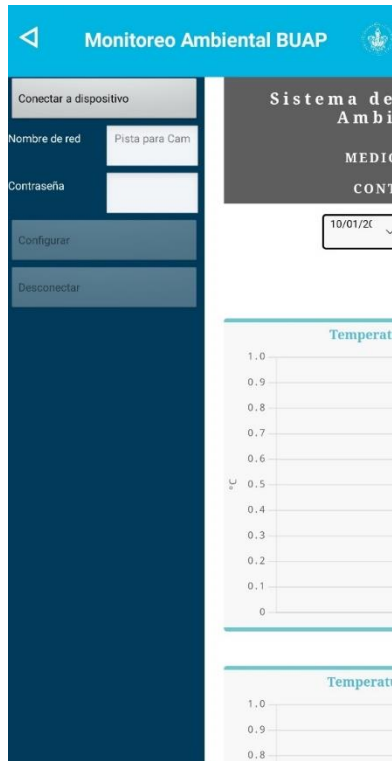 Monitoreo Ambiental BUAP
Conectar a dispositivo
Nombre de red
Pista para Cam
Contraseña
Configurar
Desconectar
Sistema de
Ambi
MEDIC
CONT
10/01/2(
Temperat
1.0
0.9
0.8
0.7
0.6
°C
0.5
0.4
0.3
0.2
0.1
0
Temperatu
1.0
0.9
0.8